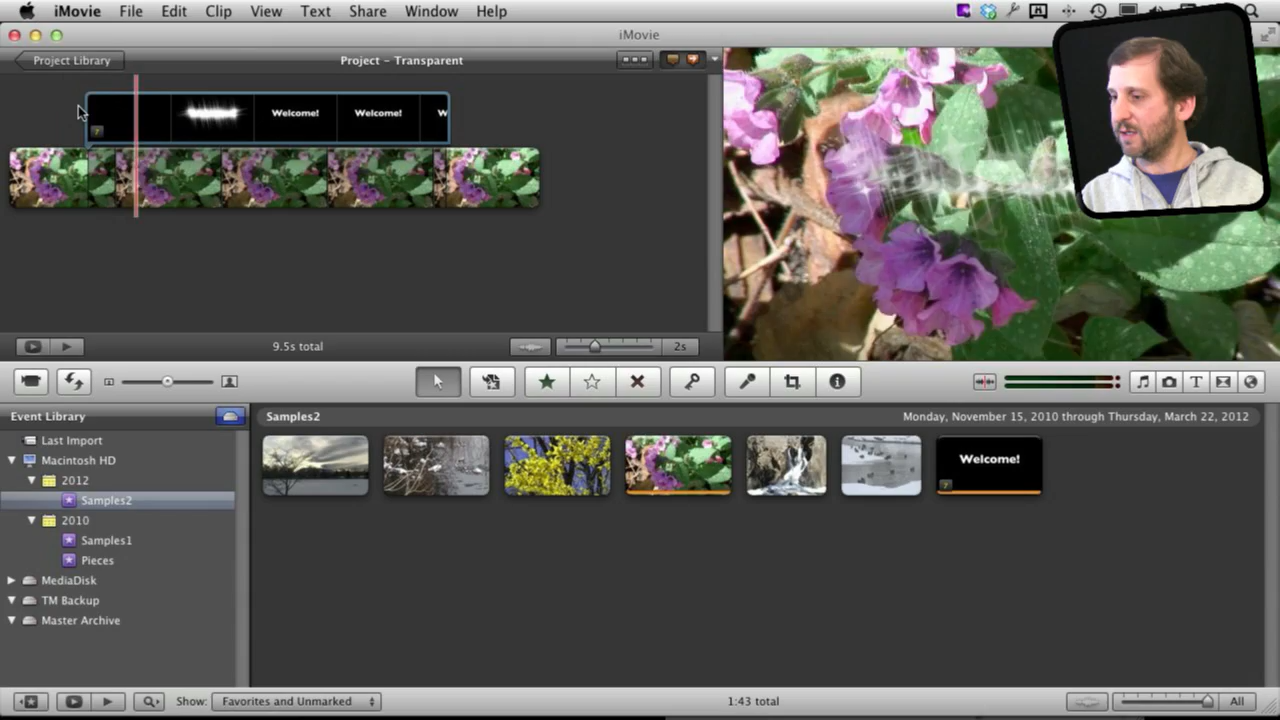 iMovie File Edit Clip View Text Share Window Help
iMovie
Project Library
Project – Transparent
Welcome! Welcome! W
7
9.5s total
2s
Event Library
Samples2
Monday, November 15, 2010 through Thursday, March 22, 2012
Last Import
Macintosh HD
2012
Samples2
2010
Samples1
Pieces
MediaDisk
TM Backup
Master Archive
Welcome!
7
Show: Favorites and Unmarked
1:43 total
All